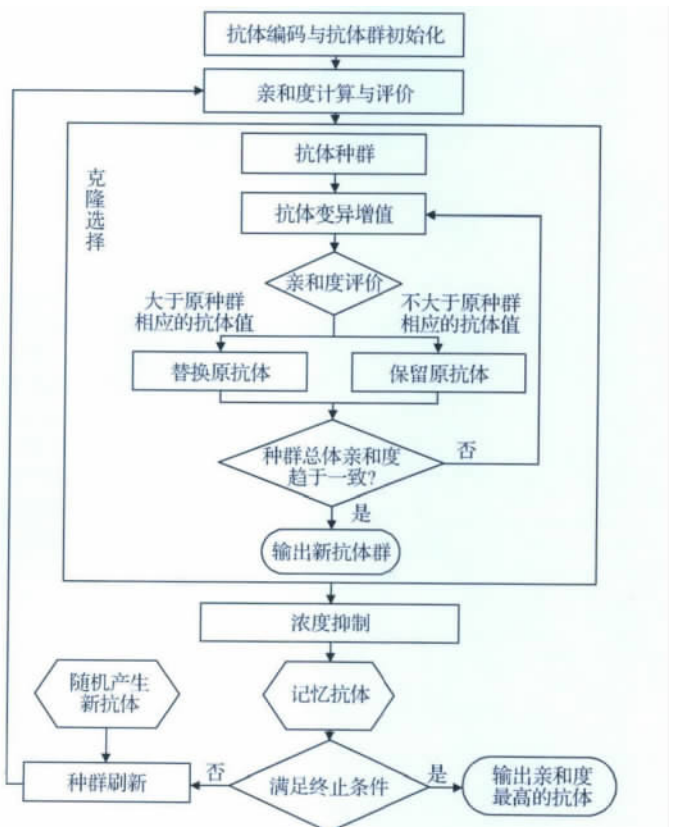 抗体编码与抗体群初始化
亲和度计算与评价
克
隆
选
择
抗体种群
抗体变异增值
亲和度评价
大于原种群
相应的抗体值
不大于原种群
相应的抗体值
替换原抗体
保留原抗体
种群总体亲和度
趋于一致?
否
是
输出新抗体群
浓度抑制
随机产生
新抗体
记忆抗体
种群刷新
否
满足终止条件
是
输出亲和度
最高的抗体